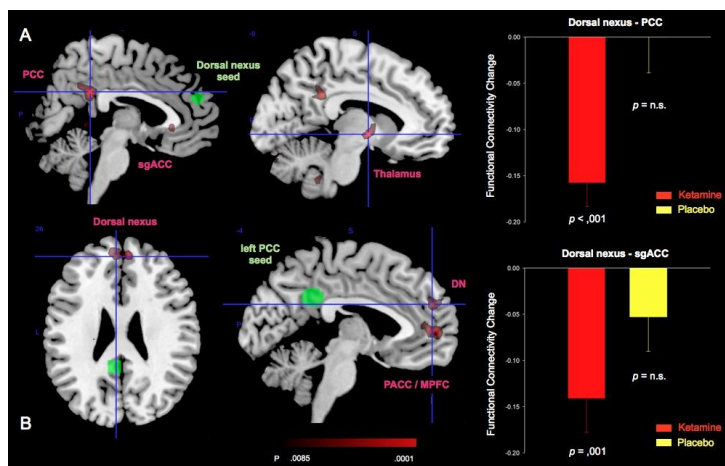 A
PCC
Dorsal nexus
seed
P
sgACC
S
Thalamus
Dorsal nexus
L
left PCC
seed
-4
S
DN
PACC / MPFC
B
P .0085 .0001
Dorsal nexus - PCC
Functional Connectivity Change
0.00
-0.05
-0.10
-0.15
-0.20
p = n.s.
p < ,001
Ketamine
Placebo
Dorsal nexus - sgACC
Functional Connectivity Change
0.00
-0.05
-0.10
-0.15
-0.20
p = n.s.
p = ,001
Ketamine
Placebo